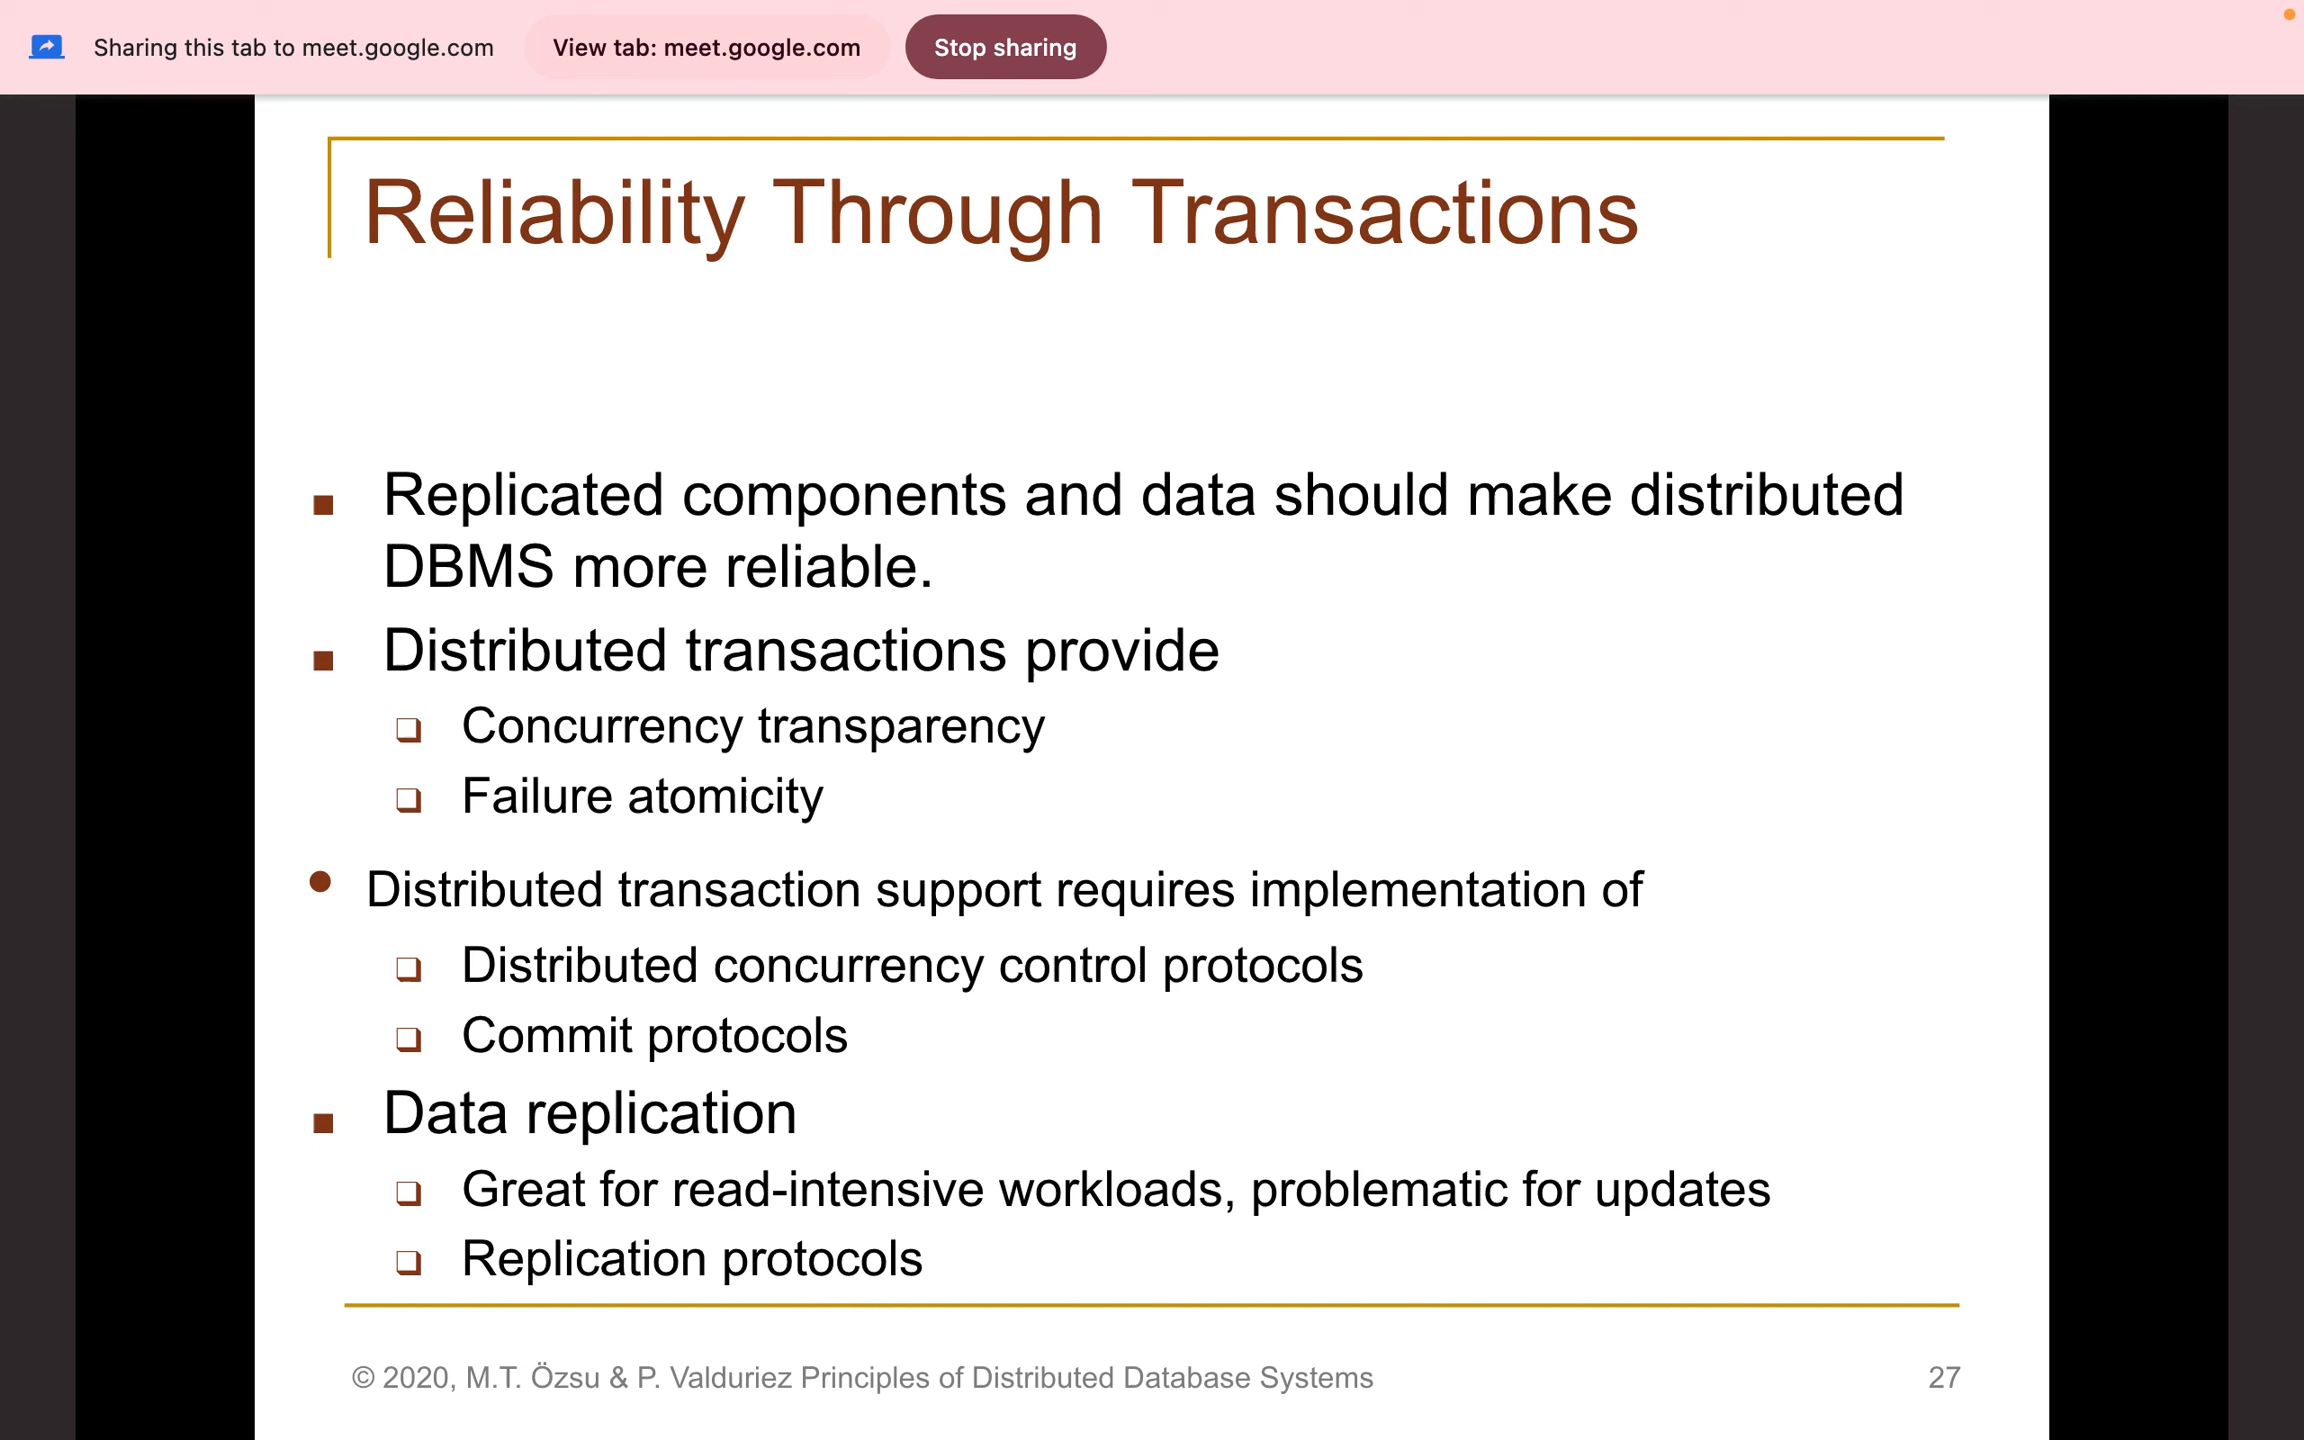 Sharing this tab to meet.google.com
View tab: meet.google.com
Stop sharing
Reliability Through Transactions
Replicated components and data should make distributed
DBMS more reliable.
Distributed transactions provide
Concurrency transparency
Failure atomicity
Distributed transaction support requires implementation of
Distributed concurrency control protocols
Commit protocols
Data replication
Great for read-intensive workloads, problematic for updates
Replication protocols
© 2020, M.T. Özsu & P. Valduriez Principles of Distributed Database Systems
27